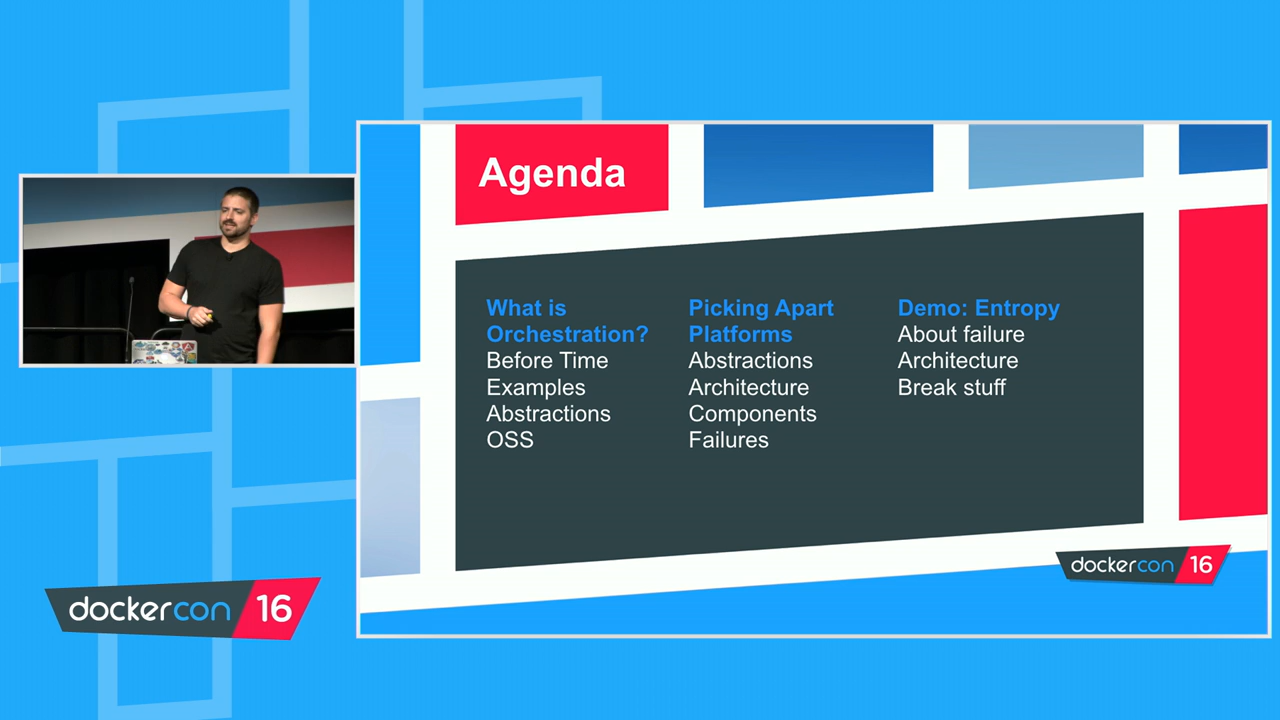 Agenda
What is
Orchestration?
Before Time
Examples
Abstractions
OSS
Picking Apart
Platforms
Abstractions
Architecture
Components
Failures
Demo: Entropy
About failure
Architecture
Break stuff
dockercon 16
dockercon 16